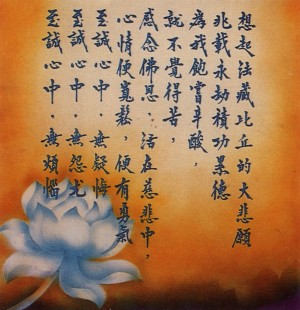 想起法藏比丘的大悲願
兆載永劫積功累德
為我飽嘗辛酸，
就不覺得苦，
感念佛恩，活在慈悲中，
心情便寬鬆，便有勇氣
至誠心中，無疑悔
至誠心中，無怨尤
至誠心中，無煩惱